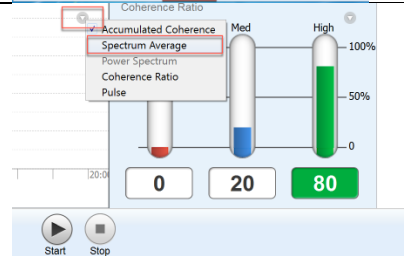 Coherence Ratio
✓ Accumulated Coherence
Spectrum Average
Power Spectrum
Coherence Ratio
Pulse
Med
High
100%
50%
0
20:00
0
20
80
Start
Stop